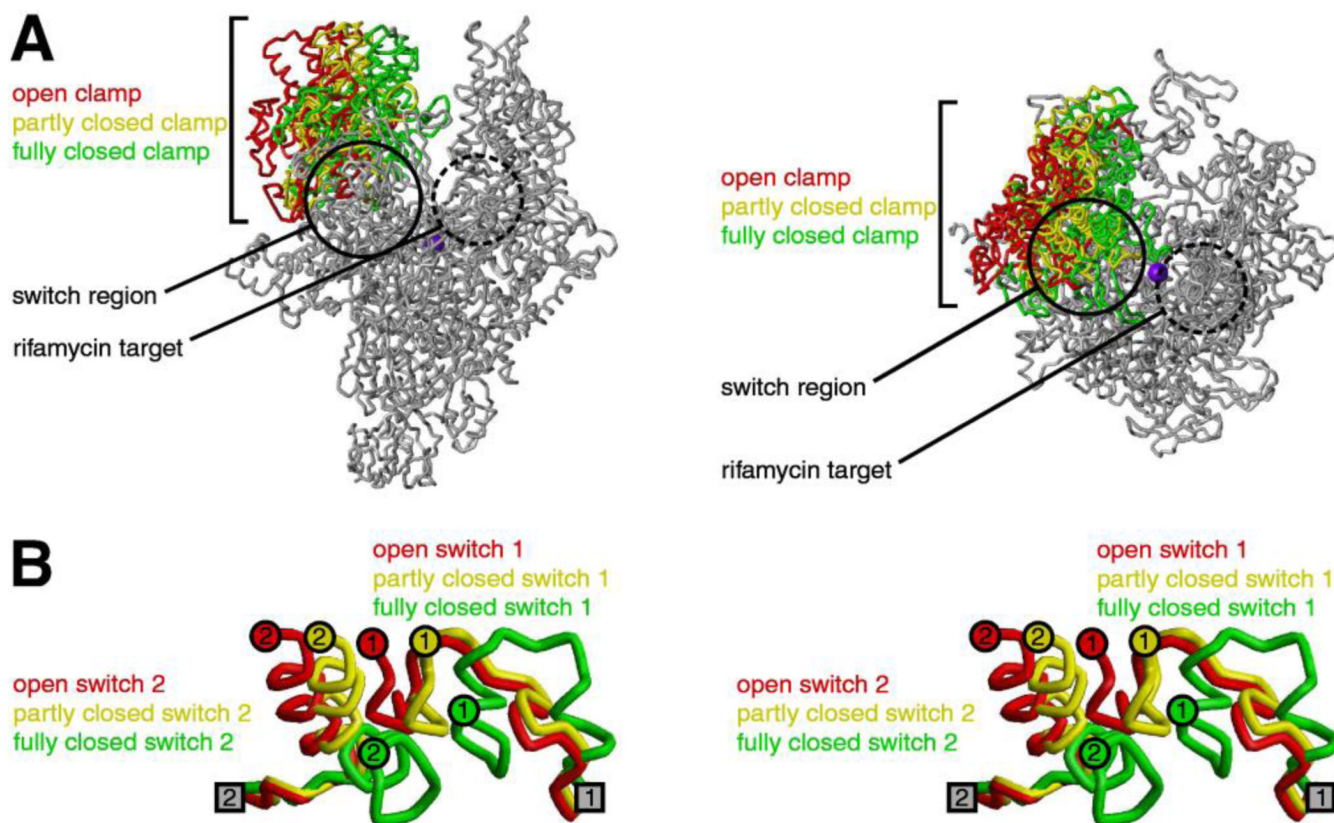 A
open clamp
partly closed clamp
fully closed clamp
switch region
rifamycin target
open clamp
partly closed clamp
fully closed clamp
switch region
rifamycin target
B
open switch 1
partly closed switch 1
fully closed switch 1
2 2 1 1
open switch 2
partly closed switch 2
fully closed switch 2
1
2
2 1
open switch 1
partly closed switch 1
fully closed switch 1
2 2 1 1
open switch 2
partly closed switch 2
fully closed switch 2
1
2
2 1